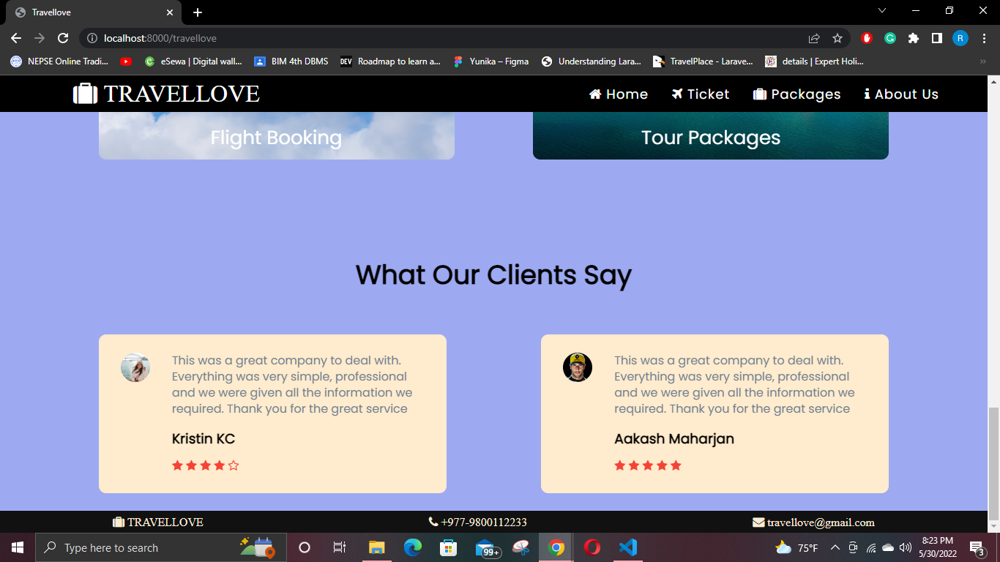 Travellove
localhost:8000/travellove
R
NEPSE Online Tradi...
eSewa | Digital wall...
BIM 4th DBMS
DEV
Roadmap to learn a...
Yunika – Figma
Understanding Lara...
TravelPlace - Larave...
details | Expert Holi...
»
TRAVELLOVE
Home
Ticket
Packages
About Us
Flight Booking
Tour Packages
What Our Clients Say
This was a great company to deal with.
Everything was very simple, professional
and we were given all the information we
required. Thank you for the great service
Kristin KC
This was a great company to deal with.
Everything was very simple, professional
and we were given all the information we
required. Thank you for the great service
Aakash Maharjan
TRAVELLOVE
+977-9800112233
travellove@gmail.com
Type here to search
99+
75°F
8:23 PM
5/30/2022
3